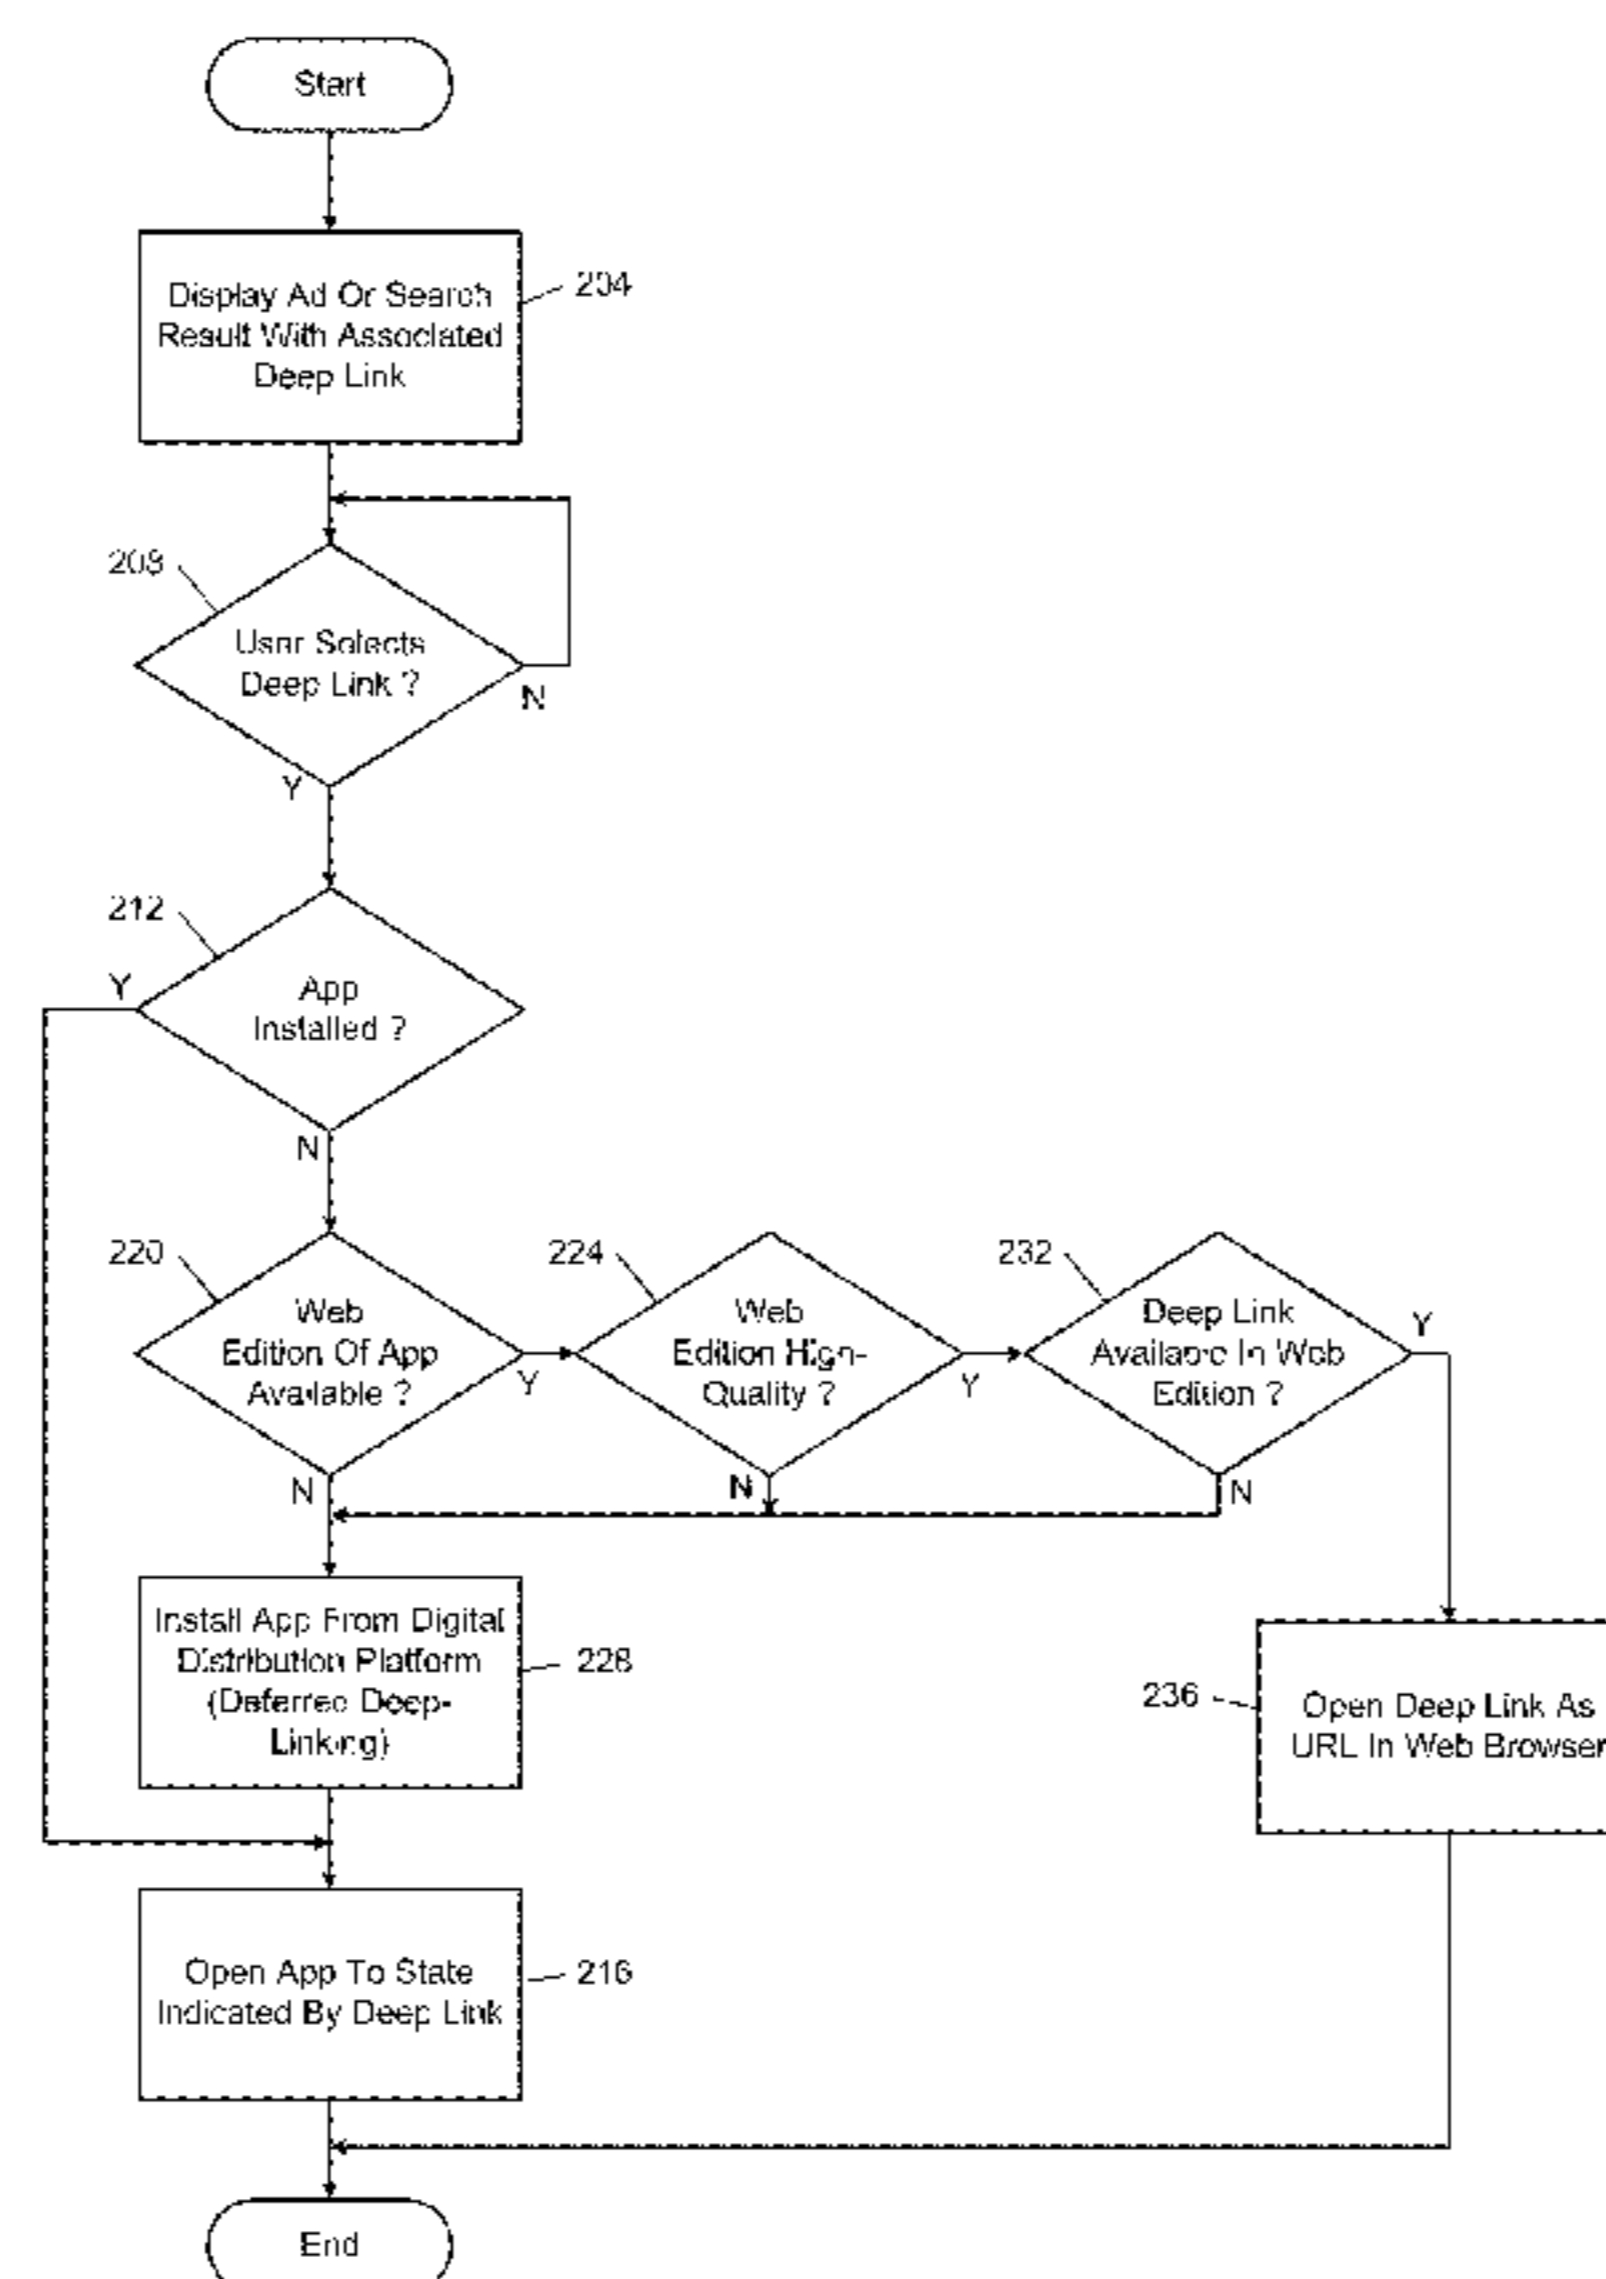 Start
Display Ad Or Search
Result With Associated
Deep Link
204
208
User Selects
Deep Link ?
N
Y
212
Y
App
Installed ?
N
220
Web
Edition Of App
Available ?
Y
N
224
Web
Edition High-
Quality ?
Y
N
232
Deep Link
Available In Web
Edition ?
Y
N
Install App From Digital
Distribution Platform
(Deferred Deep-
Linking)
228
236
Open Deep Link As
URL In Web Browser
Open App To State
Indicated By Deep Link
216
End